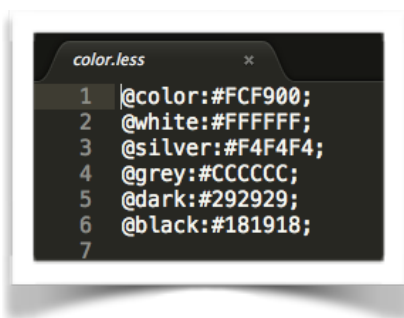 color.less ×
1 @color:#FCF900;
2 @white:#FFFFFF;
3 @silver:#F4F4F4;
4 @grey:#CCCCCC;
5 @dark:#292929;
6 @black:#181918;
7